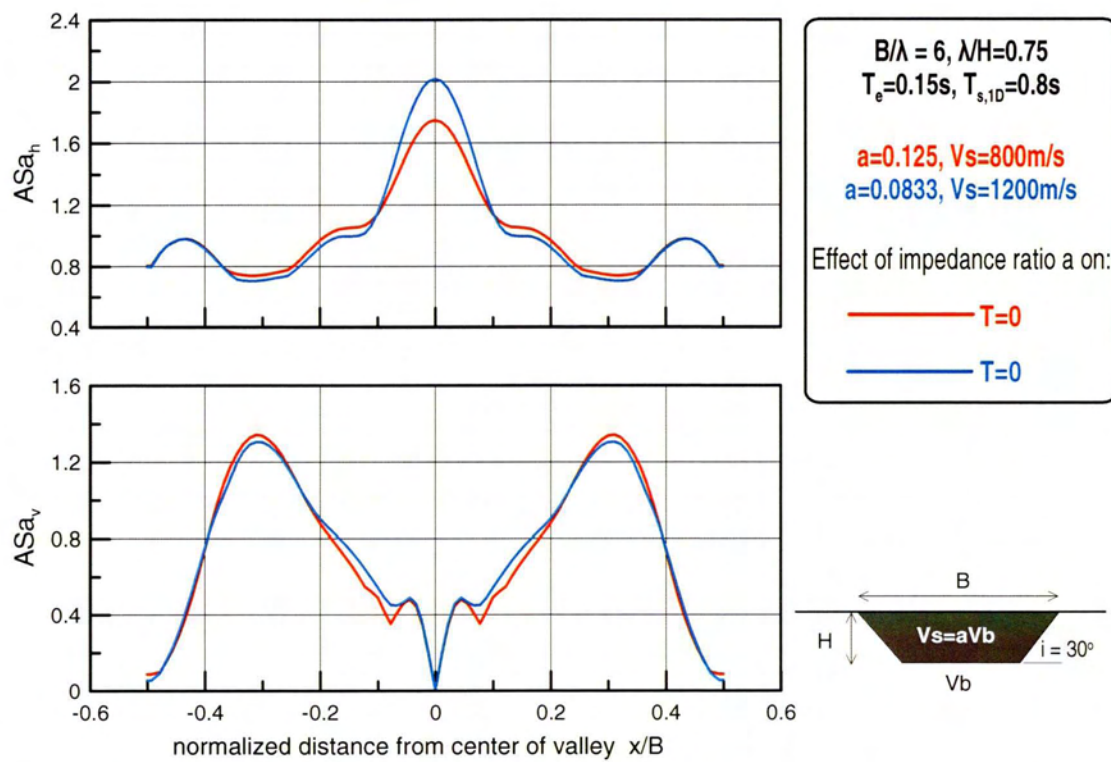 2.4
2
1.6
1.2
0.8
0.4
ASa_h
1.6
1.2
0.8
0.4
0
ASa_v
-0.6 -0.4 -0.2 0 0.2 0.4 0.6
normalized distance from center of valley x/B
B/λ = 6, λ/H=0.75
T_e=0.15s, T_s,1D=0.8s
a=0.125, Vs=800m/s
a=0.0833, Vs=1200m/s
Effect of impedance ratio a on:
T=0
T=0
B
H
Vs=aVb
i = 30º
Vb